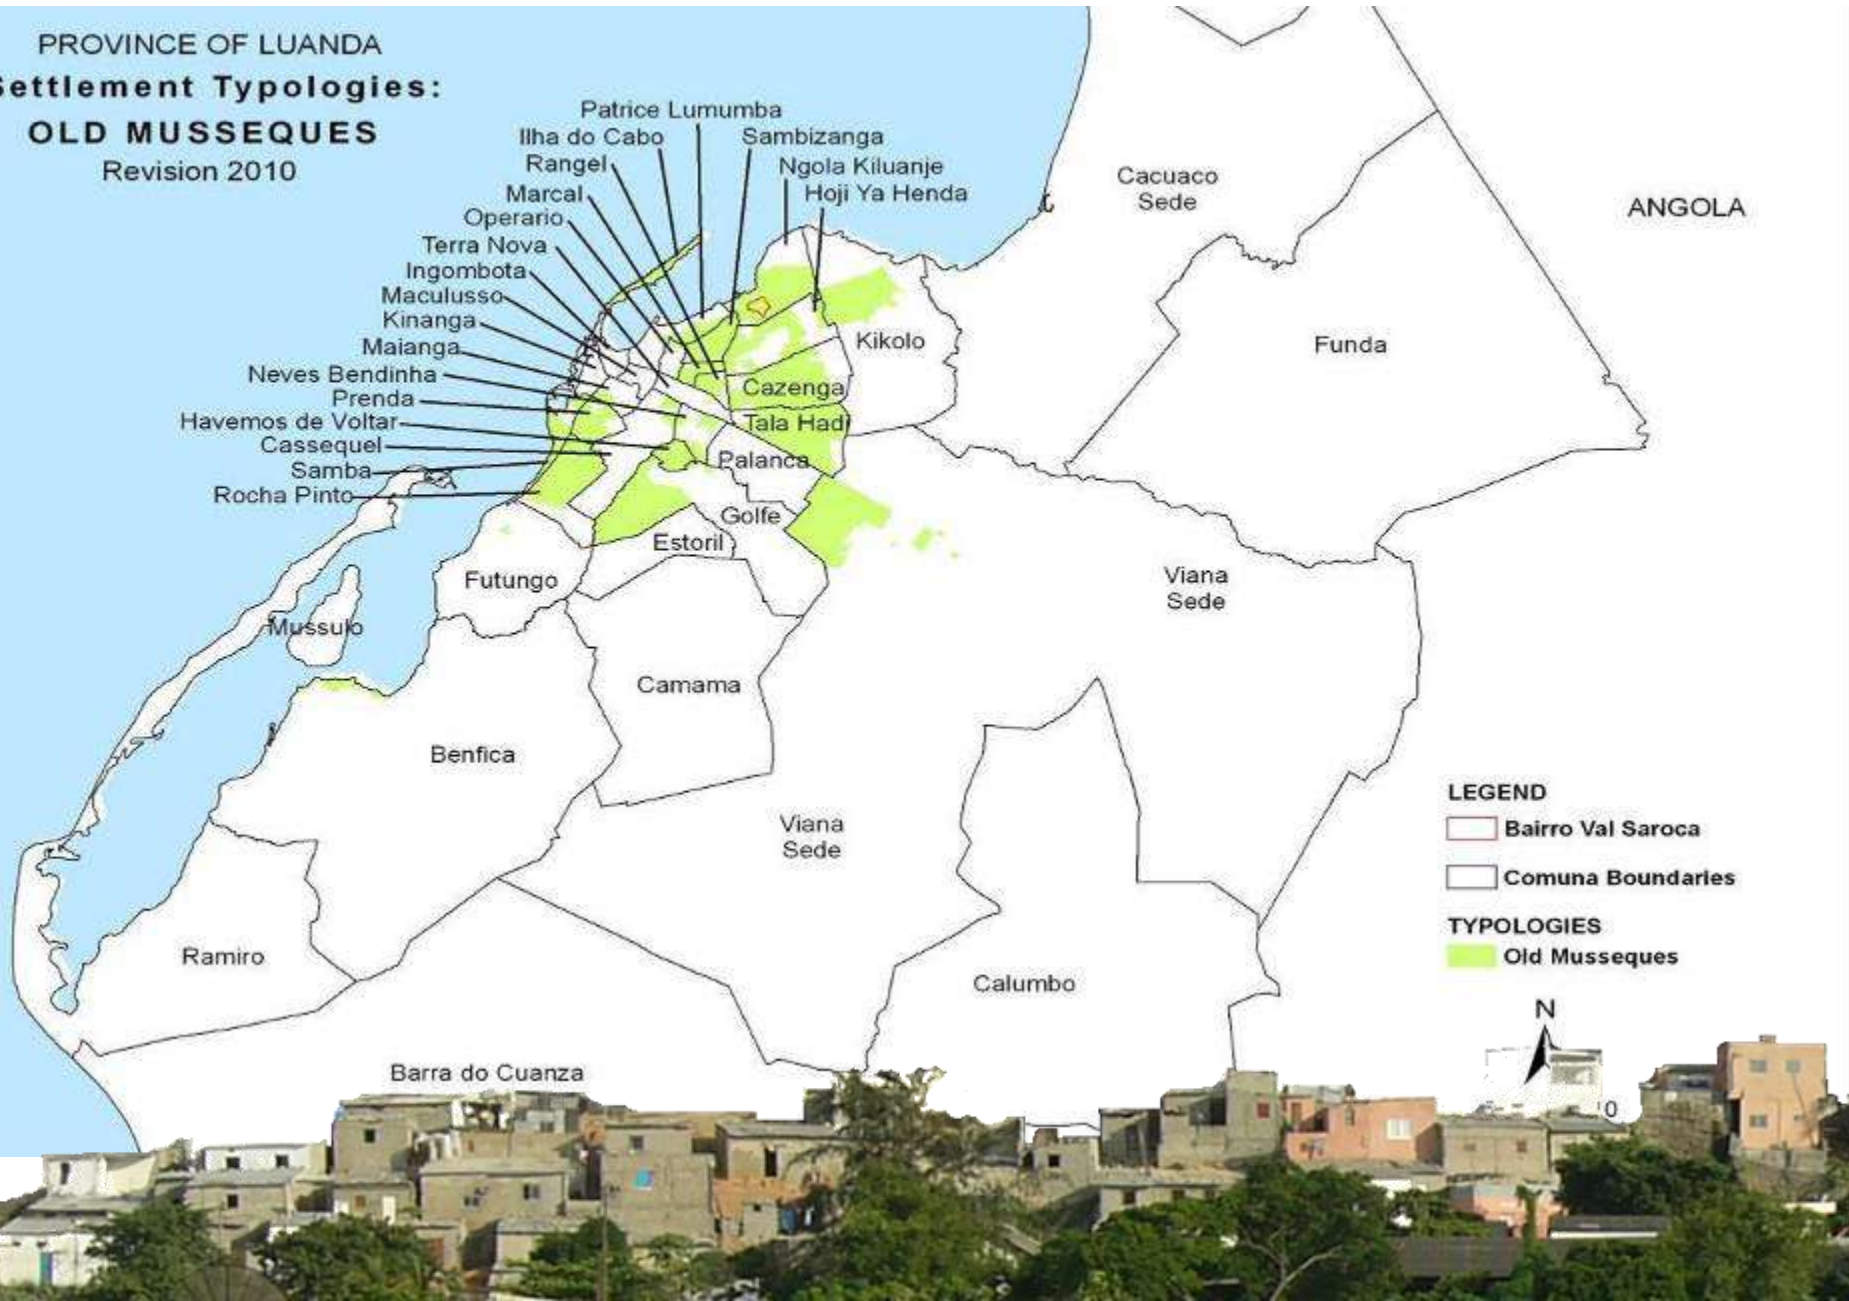 PROVINCE OF LUANDA
Settlement Typologies:
OLD MUSSEQUES
Revision 2010
Patrice Lumumba
Ilha do Cabo
Sambizanga
Rangel
Ngola Kiluanje
Marcal
Hoji Ya Henda
Operario
Terra Nova
Ingombota
Maculusso
Kinanga
Maianga
Neves Bendinha
Prenda
Havemos de Voltar
Cassequel
Samba
Rocha Pinto
Cacuaco
Sede
ANGOLA
Funda
Kikolo
Cazenga
Tala Hadi
Palanca
Golfe
Estoril
Futungo
Viana
Sede
Mussulo
Camama
Benfica
Viana
Sede
Ramiro
Calumbo
Barra do Cuanza
LEGEND
Bairro Val Saroca
Comuna Boundaries
TYPOLOGIES
Old Musseques
N
0